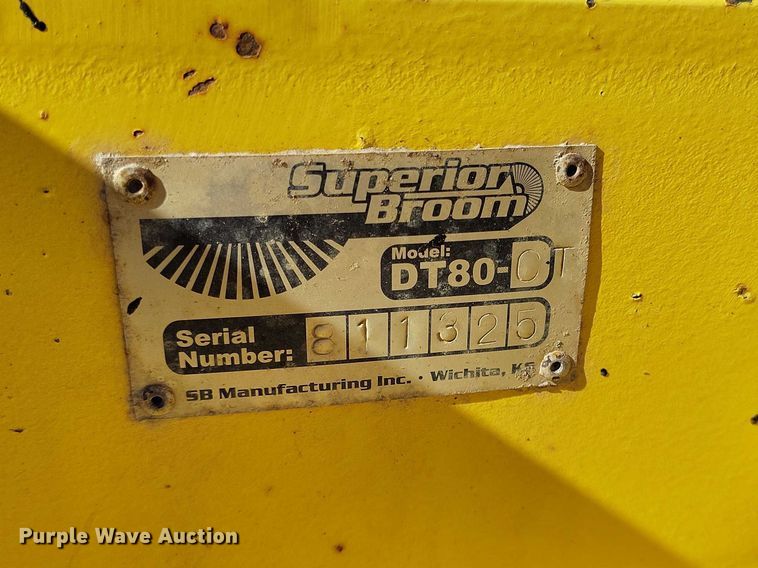 Superior
Broom
Model:
DT80-CT
Serial
Number: 811325
SB Manufacturing Inc. · Wichita, KS
Purple Wave Auction